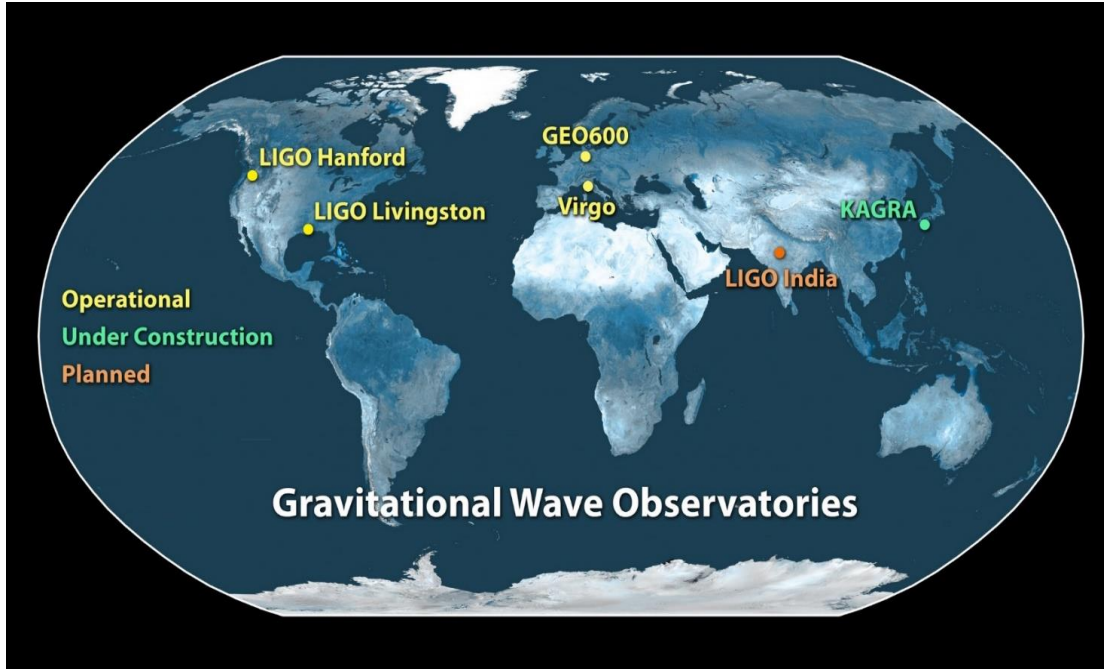 GEO600
LIGO Hanford
Virgo
LIGO Livingston
KAGRA
LIGO India
Operational
Under Construction
Planned
Gravitational Wave Observatories